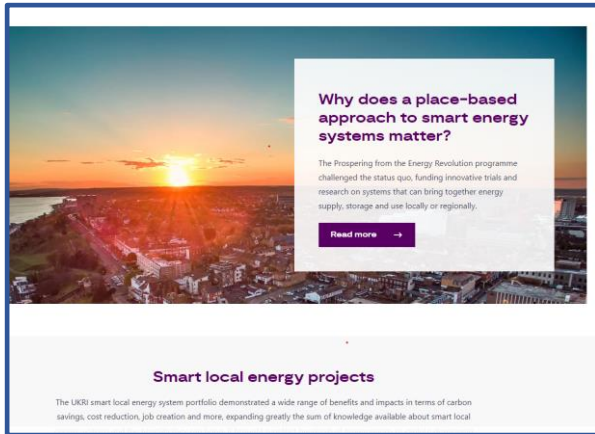 Why does a place-based
approach to smart energy
systems matter?
The Prospering from the Energy Revolution programme
challenged the status quo, funding innovative trials and
research on systems that can bring together energy
supply, storage and use locally or regionally.
Read more →
Smart local energy projects
The UKRI smart local energy system portfolio demonstrated a wide range of benefits and impacts in terms of carbon
savings, cost reduction, job creation and more, expanding greatly the sum of knowledge available about smart local